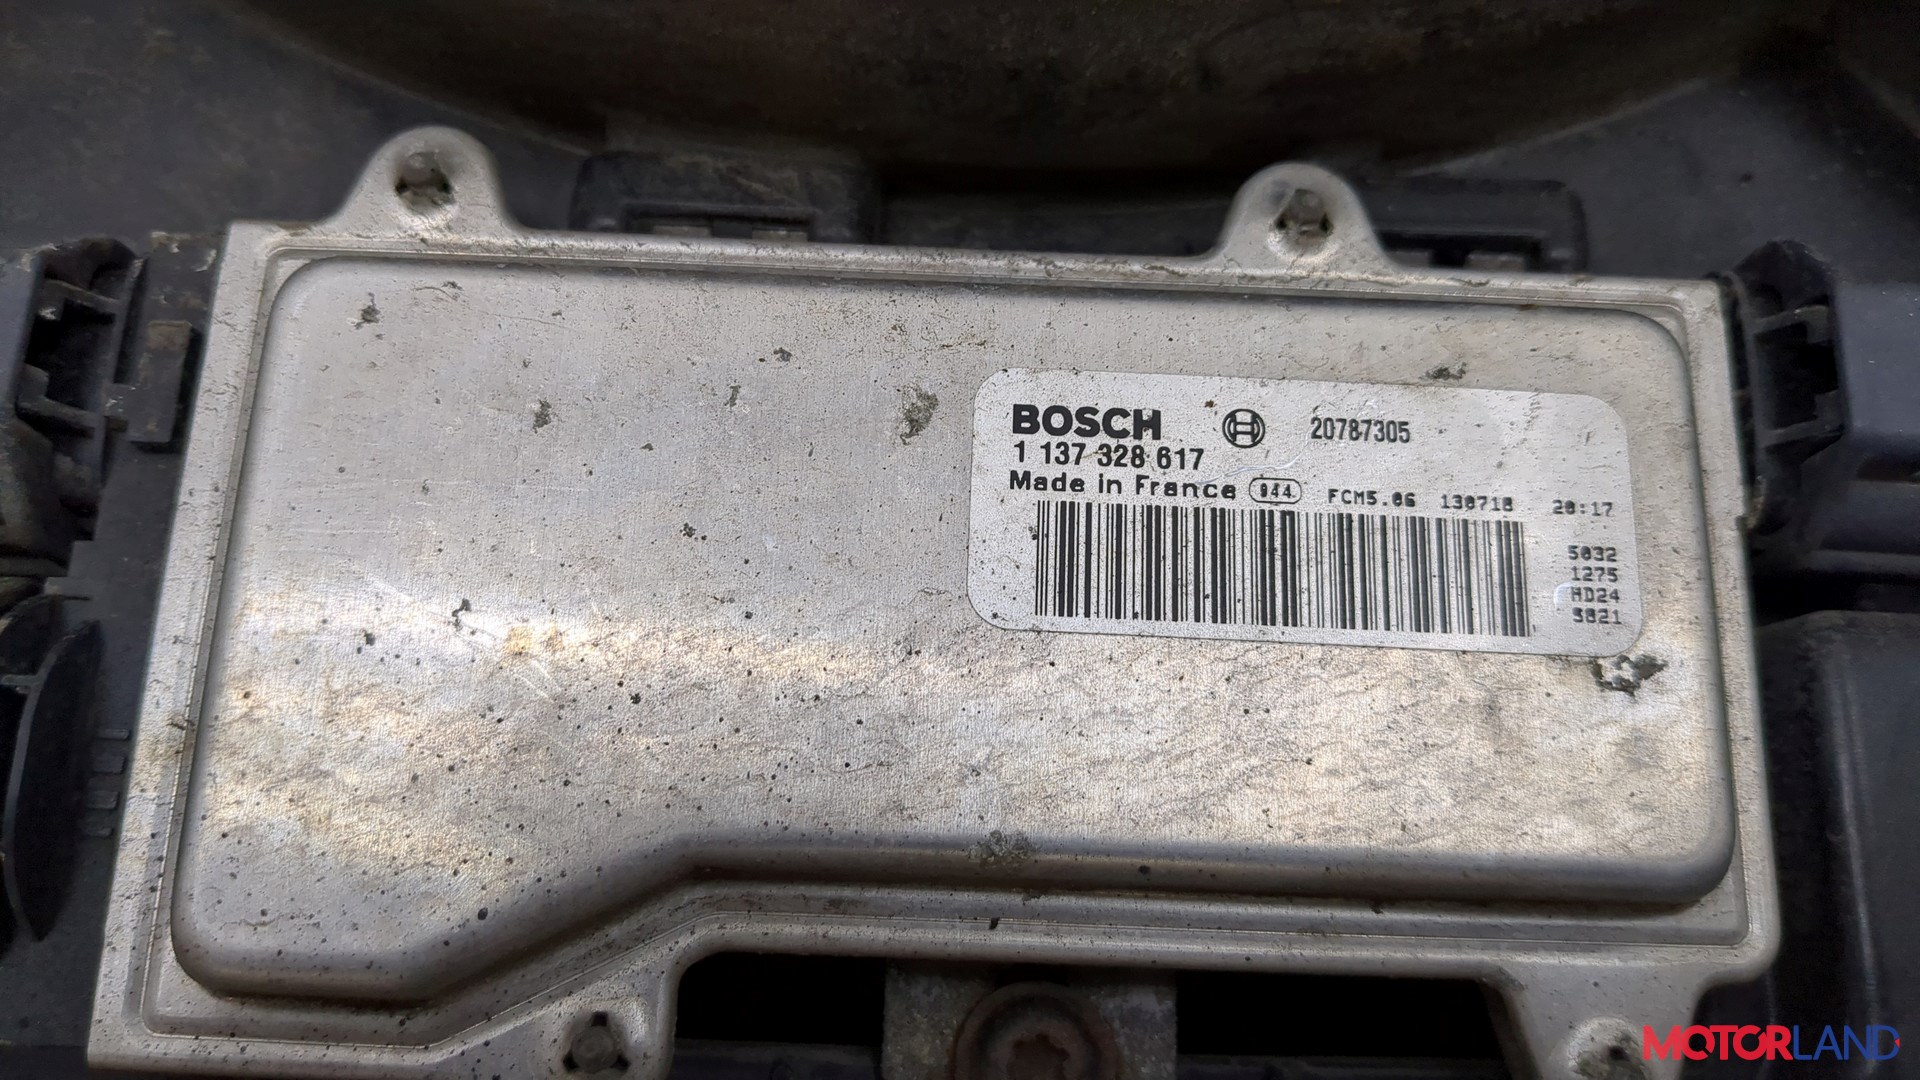 BOSCH 20787305
1 137 328 617
Made in France 944 FCM5.06 130718 20:17
5032
1275
HD24
5021
MOTORLAND